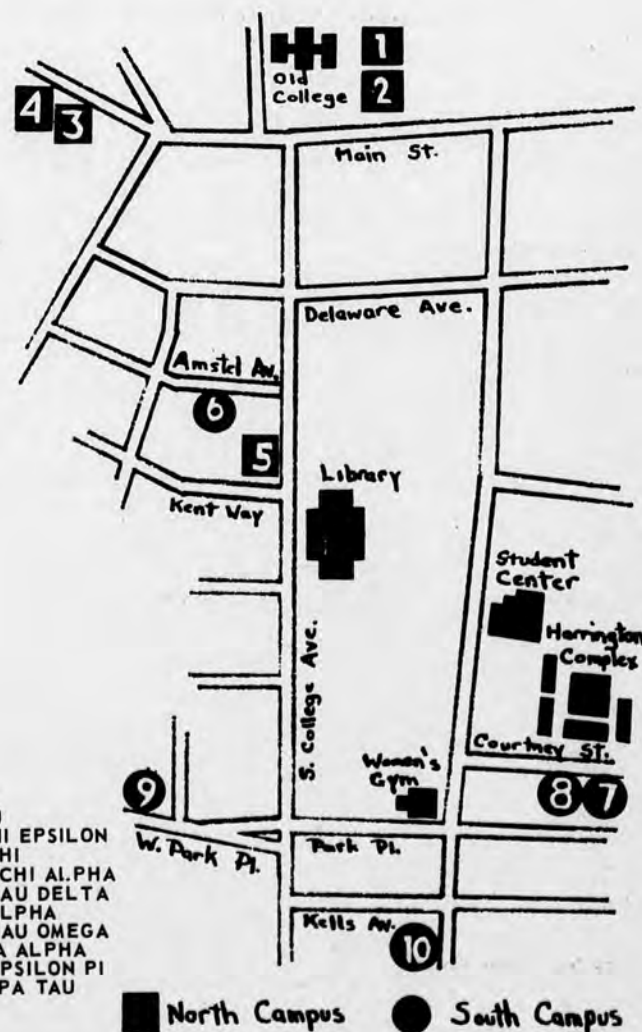 1
Old
College
2
4
3
Main St.
Delaware Ave.
Amstel Av.
6
5
Library
Kent Way
Student
Center
Harrington
Complex
S. College Ave.
Courtney St.
Women's
Gym
9
8
7
W. Park Pl.
Park Pl.
Kells Av.
10
HI EPSILON
HI
CHI ALPHA
AU DELTA
LPHA
AU OMEGA
A ALPHA
PSILON PI
PA TAU
North Campus
South Campus